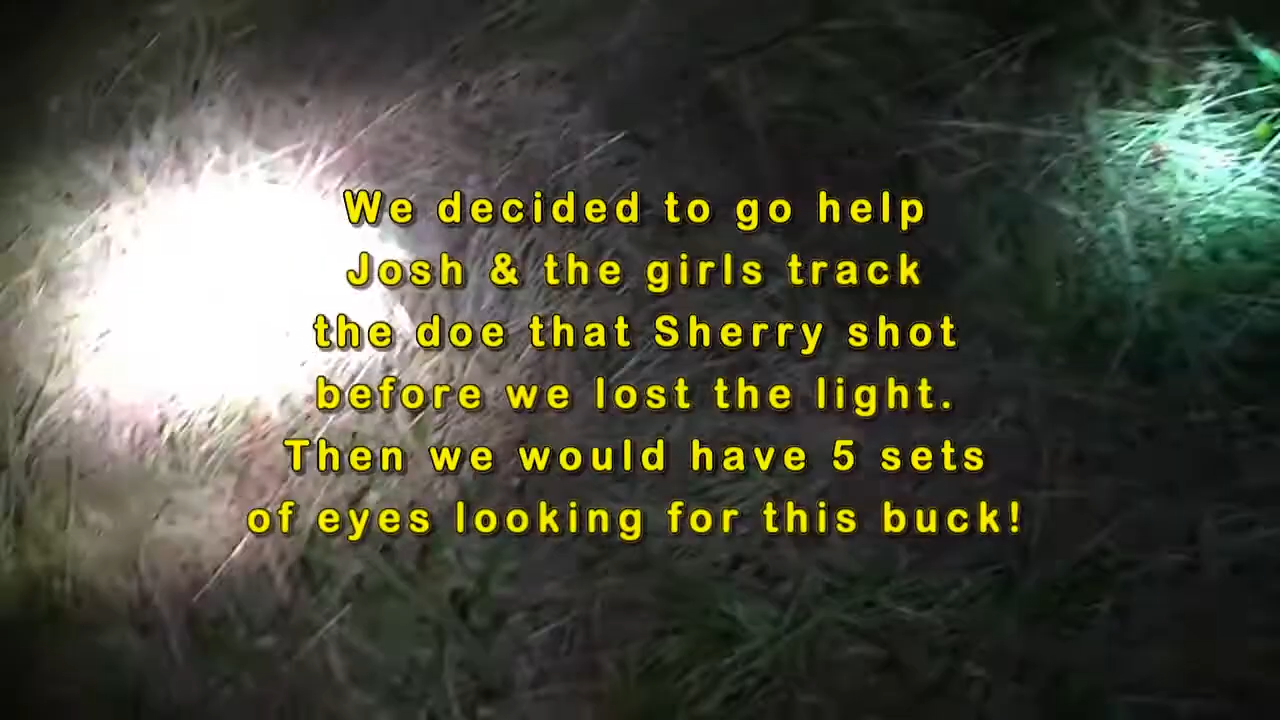 We decided to go help
Josh & the girls track
the doe that Sherry shot
before we lost the light.
Then we would have 5 sets
of eyes looking for this buck!